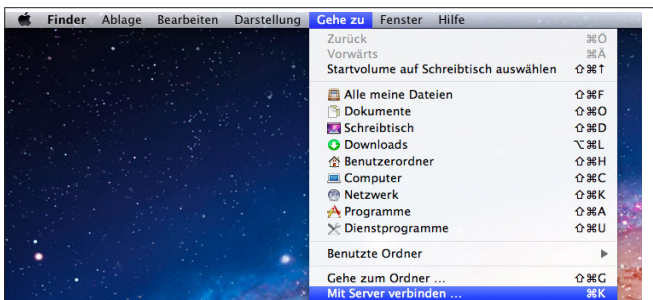 Finder Ablage Bearbeiten Darstellung Gehe zu Fenster Hilfe
Zurück ⌘Ö
Vorwärts ⌘Ä
Startvolume auf Schreibtisch auswählen ⇧⌘↑
Alle meine Dateien ⇧⌘F
Dokumente ⇧⌘O
Schreibtisch ⇧⌘D
Downloads ⌥⌘L
Benutzerordner ⇧⌘H
Computer ⇧⌘C
Netzwerk ⇧⌘K
Programme ⇧⌘A
Dienstprogramme ⇧⌘U
Benutzte Ordner ▶
Gehe zum Ordner ... ⇧⌘G
Mit Server verbinden ... ⌘K